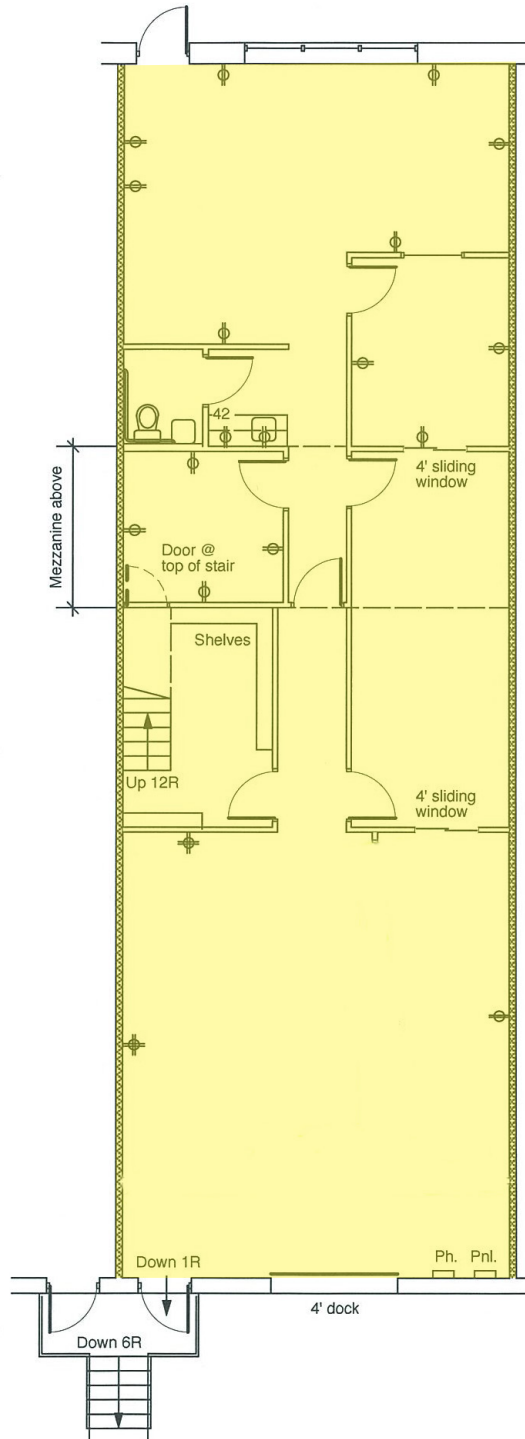 42
4' sliding
window
Mezzanine above
Door @
top of stair
Shelves
Up 12R
4' sliding
window
Down 1R
Ph.
Pnl.
4' dock
Down 6R